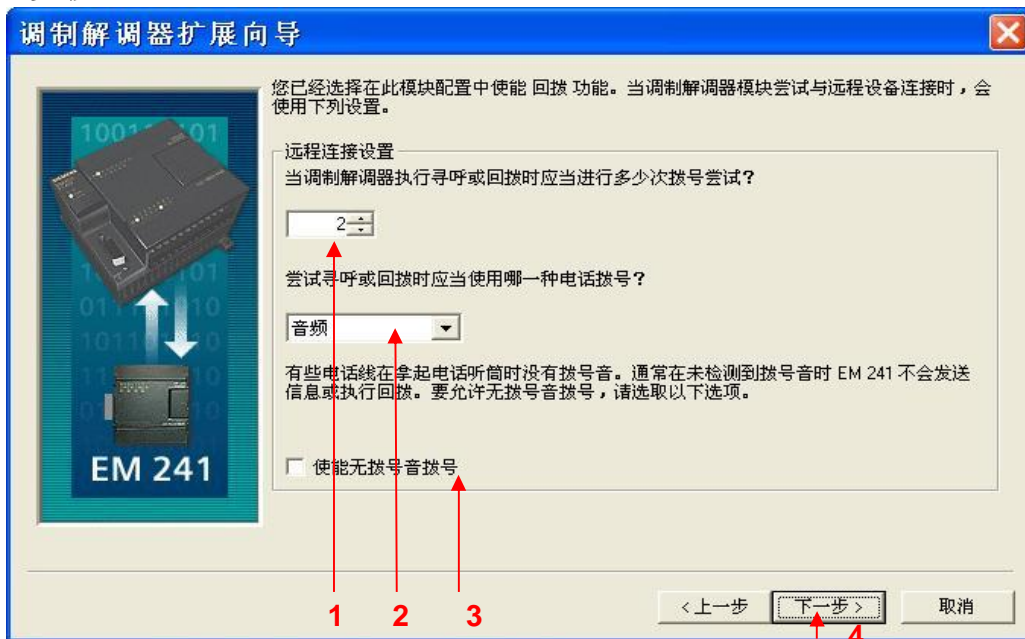 调制解调器扩展向导
您已经选择在此模块配置中使能 回拨 功能。当调制解调器模块尝试与远程设备连接时，会
使用下列设置。
远程连接设置
当调制解调器执行寻呼或回拨时应当进行多少次拨号尝试?
2
尝试寻呼或回拨时应当使用哪一种电话拨号?
音频
有些电话线在拿起电话听筒时没有拨号音。通常在未检测到拨号音时 EM 241 不会发送
信息或执行回拨。要允许无拨号音拨号，请选取以下选项。
使能无拨号音拨号
EM 241
1 2 3
<上一步 下一步> 取消
4